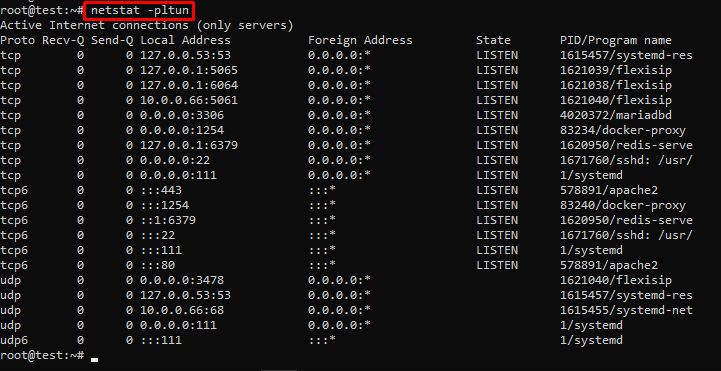 root@test:~# netstat -pltun
Active Internet connections (only servers)
Proto Recv-Q Send-Q Local Address           Foreign Address         State       PID/Program name
tcp        0      0 127.0.0.53:53           0.0.0.0:*               LISTEN      1615457/systemd-res
tcp        0      0 127.0.0.1:5065          0.0.0.0:*               LISTEN      1621039/flexisip
tcp        0      0 127.0.0.1:6064          0.0.0.0:*               LISTEN      1621038/flexisip
tcp        0      0 10.0.0.66:5061          0.0.0.0:*               LISTEN      1621040/flexisip
tcp        0      0 0.0.0.0:3306            0.0.0.0:*               LISTEN      4020372/mariadbd
tcp        0      0 0.0.0.0:1254            0.0.0.0:*               LISTEN      83234/docker-proxy
tcp        0      0 127.0.0.1:6379          0.0.0.0:*               LISTEN      1620950/redis-serve
tcp        0      0 0.0.0.0:22              0.0.0.0:*               LISTEN      1671760/sshd: /usr/
tcp        0      0 0.0.0.0:111             0.0.0.0:*               LISTEN      1/systemd
tcp6       0      0 :::443                  :::*                    LISTEN      578891/apache2
tcp6       0      0 :::1254                 :::*                    LISTEN      83240/docker-proxy
tcp6       0      0 ::1:6379                :::*                    LISTEN      1620950/redis-serve
tcp6       0      0 :::22                   :::*                    LISTEN      1671760/sshd: /usr/
tcp6       0      0 :::111                  :::*                    LISTEN      1/systemd
tcp6       0      0 :::80                   :::*                    LISTEN      578891/apache2
udp        0      0 0.0.0.0:3478            0.0.0.0:*                           1621040/flexisip
udp        0      0 127.0.0.53:53           0.0.0.0:*                           1615457/systemd-res
udp        0      0 10.0.0.66:68            0.0.0.0:*                           1615455/systemd-net
udp        0      0 0.0.0.0:111             0.0.0.0:*                           1/systemd
udp6       0      0 :::111                  :::*                                1/systemd
root@test:~#